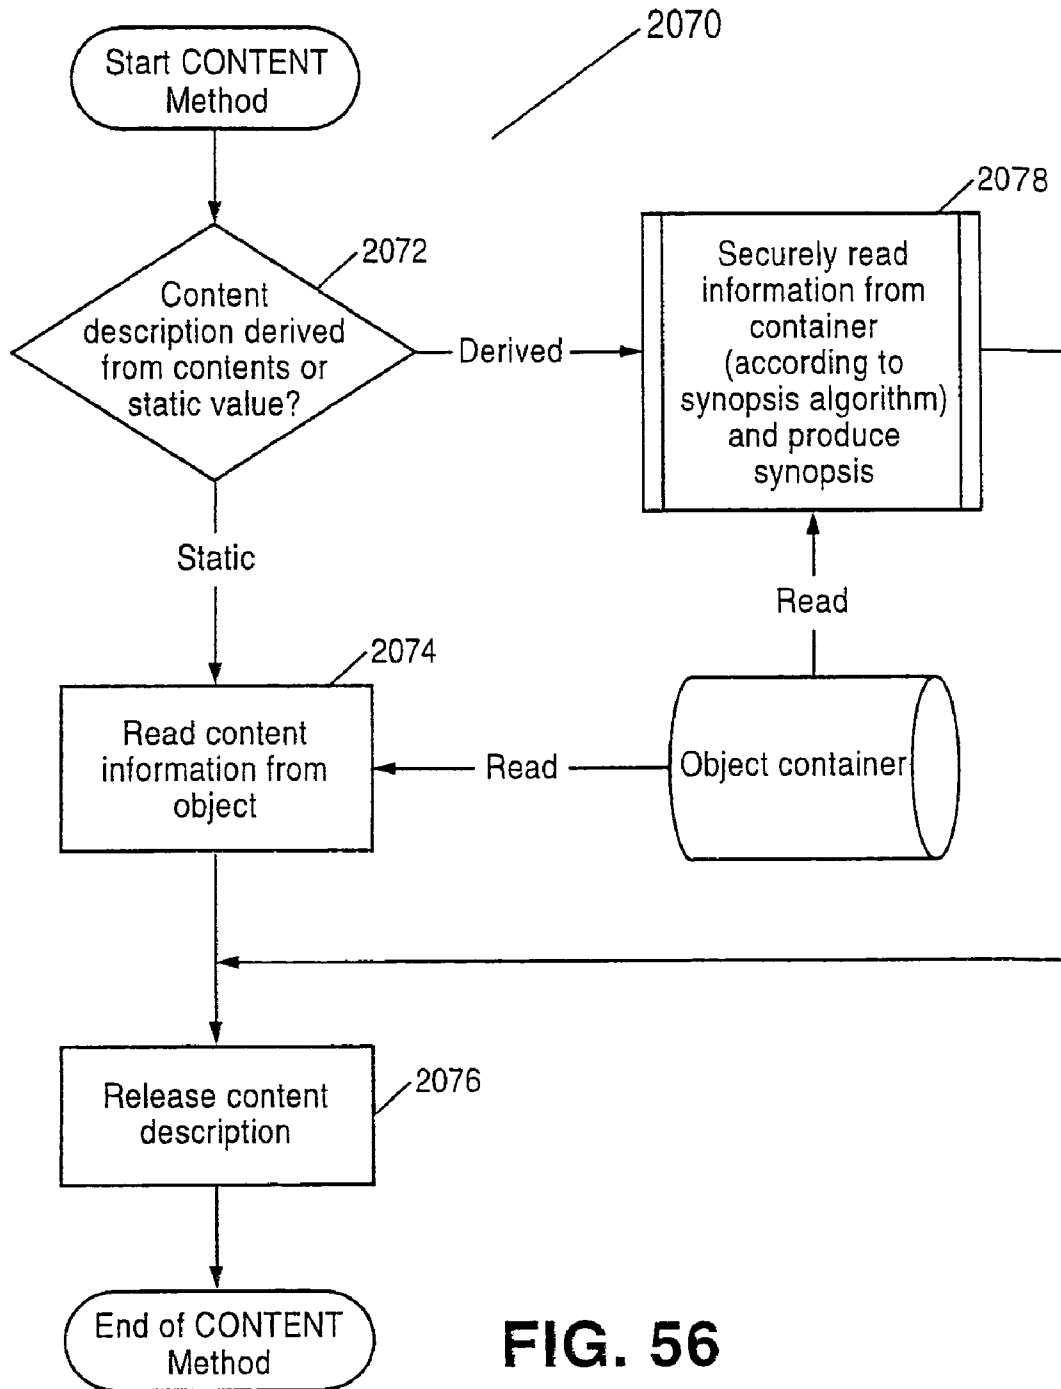 2070
Start CONTENT
Method
2072
Content
description derived
from contents or
static value?
Derived
2078
Securely read
information from
container
(according to
synopsis algorithm)
and produce
synopsis
Static
Read
2074
Read content
information from
object
Read
Object container
2076
Release content
description
End of CONTENT
Method
FIG. 56